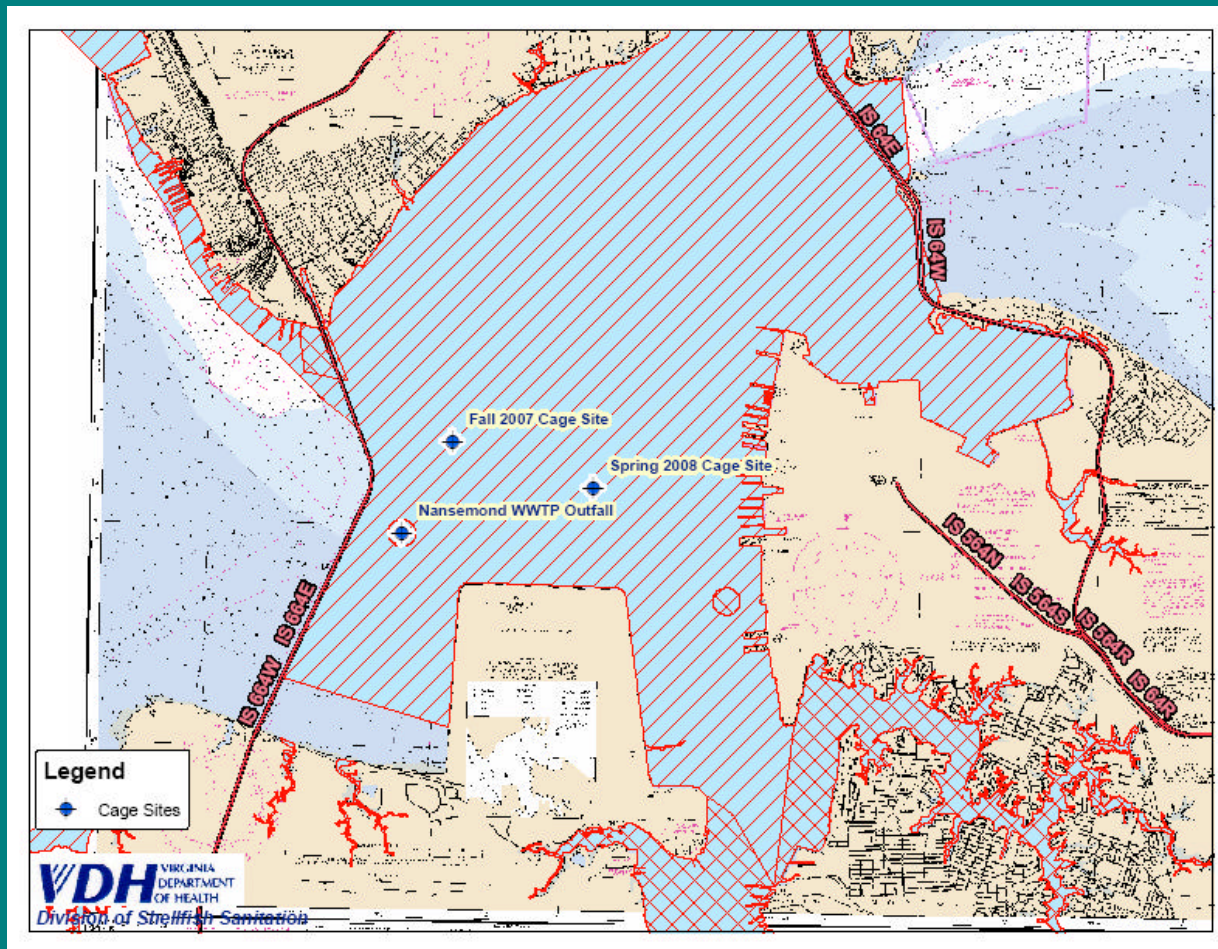 IS 64E
IS 64W
Fall 2007 Cage Site
Spring 2008 Cage Site
Nansemond WWTP Outfall
IS 564N
IS 564S
IS 564R
IS 64R
IS 664E
IS 664W
Legend
Cage Sites
VDH VIRGINIA
DEPARTMENT
OF HEALTH
Division of Shellfish Sanitation